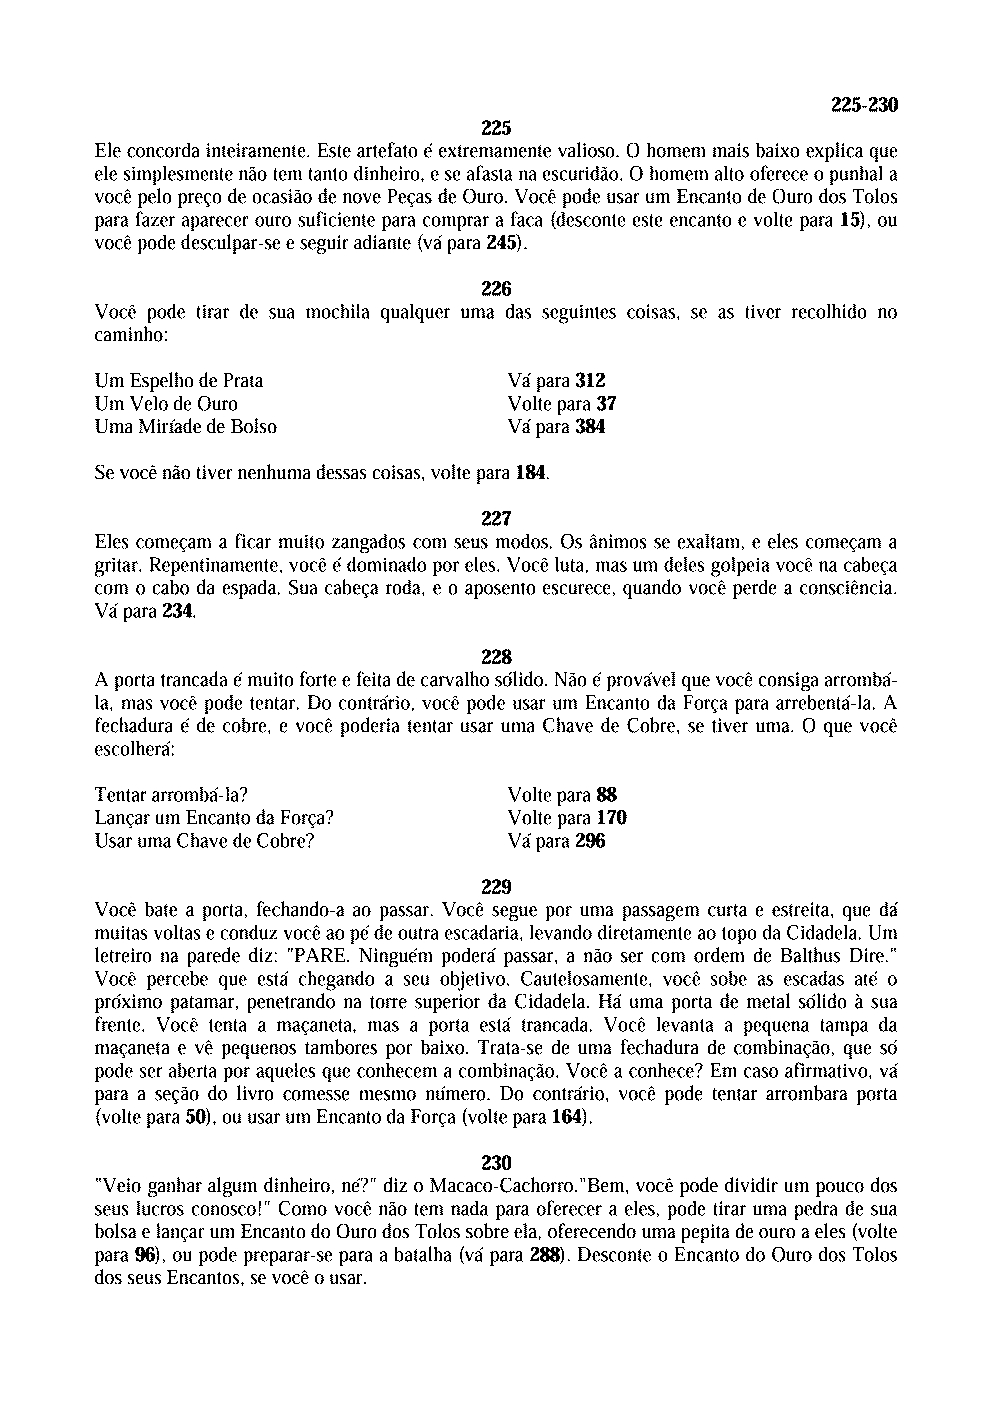 225-230
225
Ele concorda inteiramente. Este artefato é extremamente valioso. O homem mais baixo explica que
ele simplesmente não tem tanto dinheiro, e se afasta na escuridão. O homem alto oferece o punhal a
você pelo preço de ocasião de nove Peças de Ouro. Você pode usar um Encanto de Ouro dos Tolos
para fazer aparecer ouro suficiente para comprar a faca (desconte este encanto e volte para 15), ou
você pode desculpar-se e seguir adiante (vá para 245).
226
Você pode tirar de sua mochila qualquer uma das seguintes coisas, se as tiver recolhido no
caminho:
Um Espelho de Prata Vá para 312
Um Velo de Ouro Volte para 37
Uma Miríade de Bolso Vá para 384
Se você não tiver nenhuma dessas coisas, volte para 184.
227
Eles começam a ficar muito zangados com seus modos. Os ânimos se exaltam, e eles começam a
gritar. Repentinamente, você é dominado por eles. Você luta, mas um deles golpeia você na cabeça
com o cabo da espada. Sua cabeça roda, e o aposento escurece, quando você perde a consciência.
Vá para 234.
228
A porta trancada é muito forte e feita de carvalho sólido. Não é provável que você consiga arrombá-
la, mas você pode tentar. Do contrário, você pode usar um Encanto da Força para arrebentá-la. A
fechadura é de cobre, e você poderia tentar usar uma Chave de Cobre, se tiver uma. O que você
escolherá:
Tentar arrombá-la? Volte para 88
Lançar um Encanto da Força? Volte para 170
Usar uma Chave de Cobre? Vá para 296
229
Você bate a porta, fechando-a ao passar. Você segue por uma passagem curta e estreita, que dá
muitas voltas e conduz você ao pé de outra escadaria, levando diretamente ao topo da Cidadela. Um
letreiro na parede diz: "PARE. Ninguém poderá passar, a não ser com ordem de Balthus Dire."
Você percebe que está chegando a seu objetivo. Cautelosamente, você sobe as escadas até o
próximo patamar, penetrando na torre superior da Cidadela. Há uma porta de metal sólido à sua
frente. Você tenta a maçaneta, mas a porta está trancada. Você levanta a pequena tampa da
maçaneta e vê pequenos tambores por baixo. Trata-se de uma fechadura de combinação, que só
pode ser aberta por aqueles que conhecem a combinação. Você a conhece? Em caso afirmativo, vá
para a seção do livro comesse mesmo número. Do contrário, você pode tentar arrombara porta
(volte para 50), ou usar um Encanto da Força (volte para 164).
230
"Veio ganhar algum dinheiro, né?" diz o Macaco-Cachorro."Bem, você pode dividir um pouco dos
seus lucros conosco!" Como você não tem nada para oferecer a eles, pode tirar uma pedra de sua
bolsa e lançar um Encanto do Ouro dos Tolos sobre ela, oferecendo uma pepita de ouro a eles (volte
para 96), ou pode preparar-se para a batalha (vá para 288). Desconte o Encanto do Ouro dos Tolos
dos seus Encantos, se você o usar.